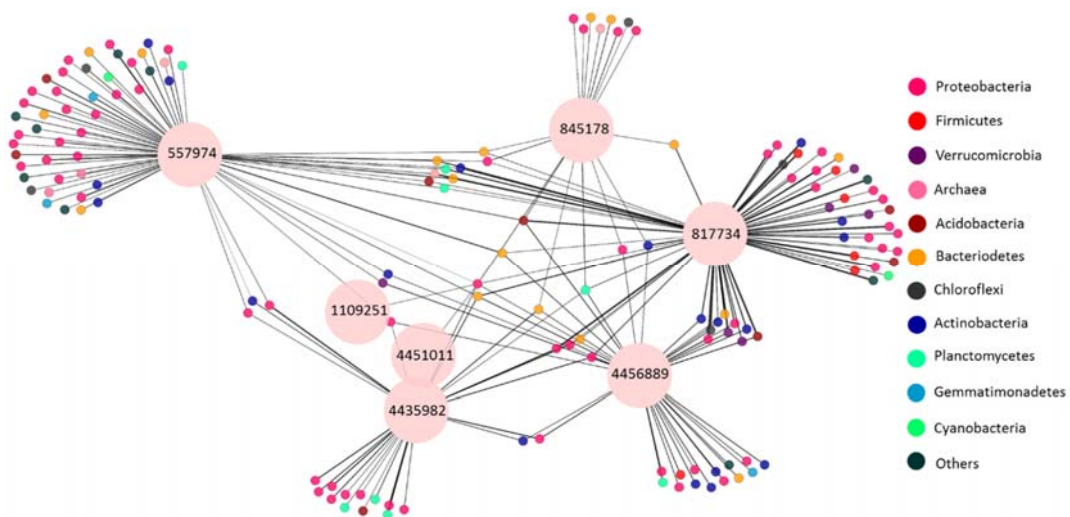 845178
557974
817734
1109251
4451011
4456889
4435982
Proteobacteria
Firmicutes
Verrucomicrobia
Archaea
Acidobacteria
Bacteriodetes
Chloroflexi
Actinobacteria
Planctomycetes
Gemmatimonadetes
Cyanobacteria
Others